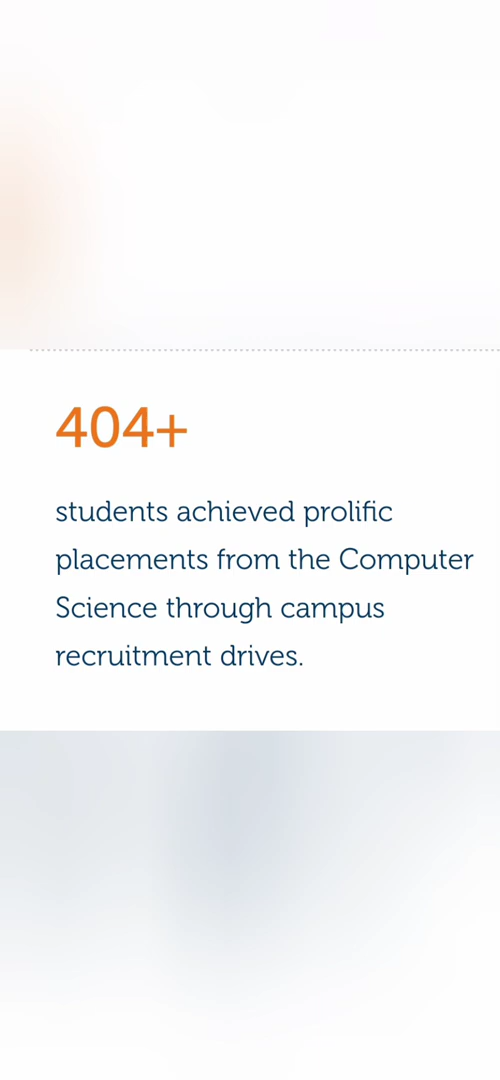 404+
students achieved prolific
placements from the Computer
Science through campus
recruitment drives.